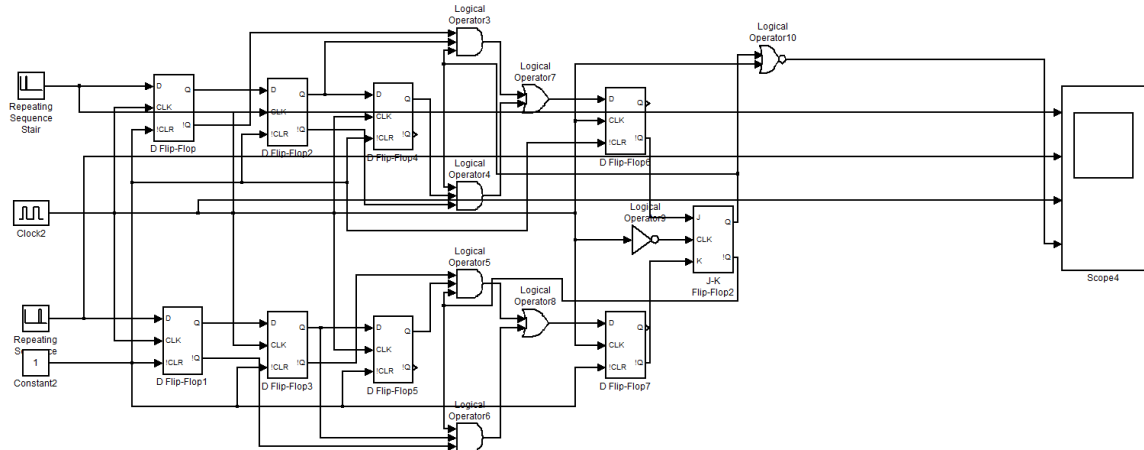 Logical
Operator3
Logical
Operator10
Logical
Operator7
Repeating
Sequence
Stair
D
Q
CLK
!CLR
!Q
D Flip-Flop
D
Q
CLK
!CLR
!Q
D Flip-Flop2
D
Q
CLK
!CLR
!Q
D Flip-Flop4
D
Q
CLK
!CLR
!Q
D Flip-Flop6
Logical
Operator4
Clock2
Logical
Operator9
J
Q
CLK
K
!Q
J-K
Flip-Flop2
Scope4
Logical
Operator5
Logical
Operator8
Repeating
1
Constant2
D
Q
CLK
!CLR
!Q
D Flip-Flop1
D
Q
CLK
!CLR
!Q
D Flip-Flop3
D
Q
CLK
!CLR
!Q
D Flip-Flop5
D
Q
CLK
!CLR
!Q
D Flip-Flop7
Logical
Operator6